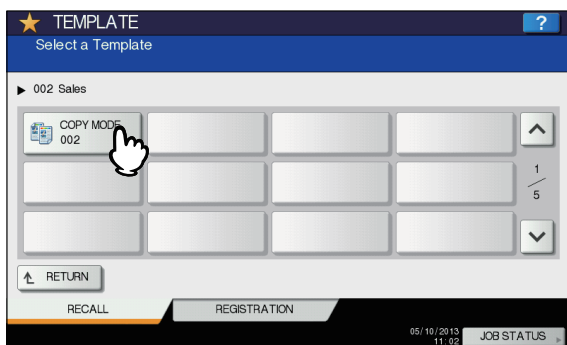 TEMPLATE
?
Select a Template
002 Sales
COPY MODE
002
1
5
RETURN
RECALL
REGISTRATION
05/10/2013
11:02
JOB STATUS